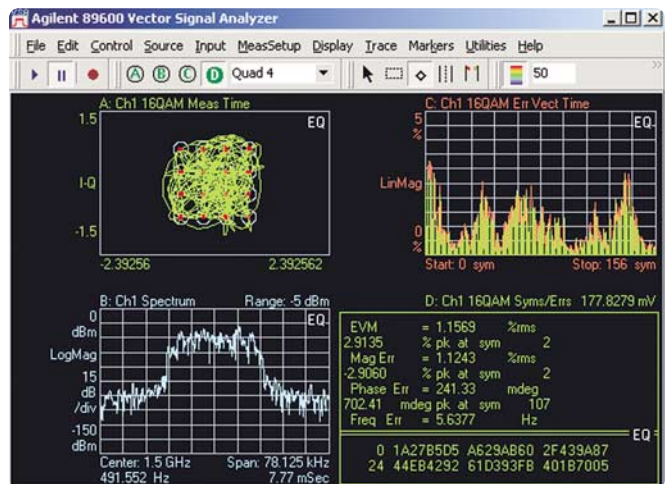 Agilent 89600 Vector Signal Analyzer
File Edit Control Source Input MeasSetup Display Trace Markers Utilities Help
A B C D Quad 4 50
A: Ch1 16QAM Meas Time
1.5
EQ
I-Q
-1.5
-2.39256 2.392562
C: Ch1 16QAM Err Vect Time
5
%
EQ
LinMag
0
%
Start: 0 sym Stop: 156 sym
B: Ch1 Spectrum Range: -5 dBm
0
dBm
EQ
LogMag
15
dB
/div
-150
dBm
Center: 1.5 GHz Span: 78.125 kHz
491.552 Hz 7.77 mSec
D: Ch1 16QAM Syms/Errs 177.8279 mV
EVM = 1.1569 %rms
2.9135 % pk at sym 2
Mag Err = 1.1243 %rms
-2.9060 % pk at sym 2
Phase Err = 241.33 mdeg
702.41 mdeg pk at sym 107
Freq Err = 5.6377 Hz
EQ
0 1A27B5D5 A629AB60 2F439A87
24 44EB4292 61D393FB 401B7005